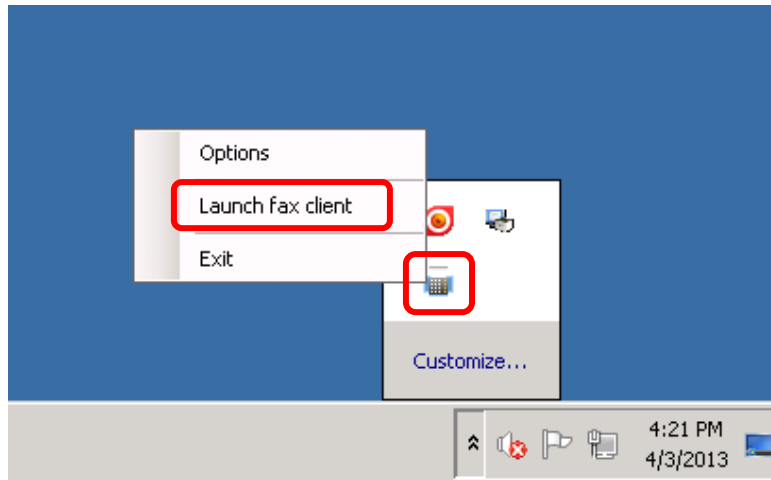 Options
Launch fax client
Exit
Customize...
4:21 PM
4/3/2013